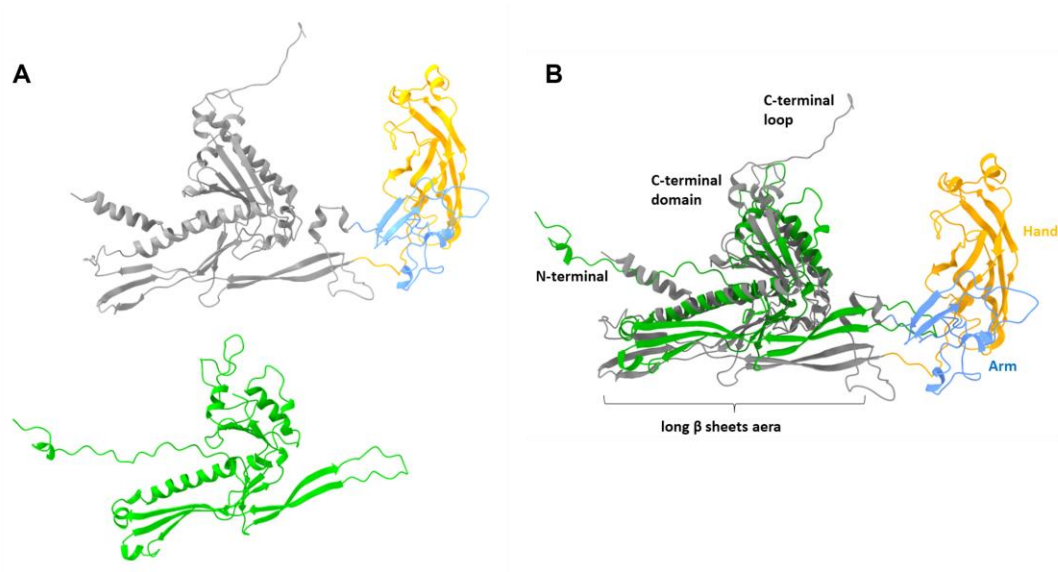 A
B
C-terminal
loop
C-terminal
domain
Hand
N-terminal
Arm
long β sheets aera